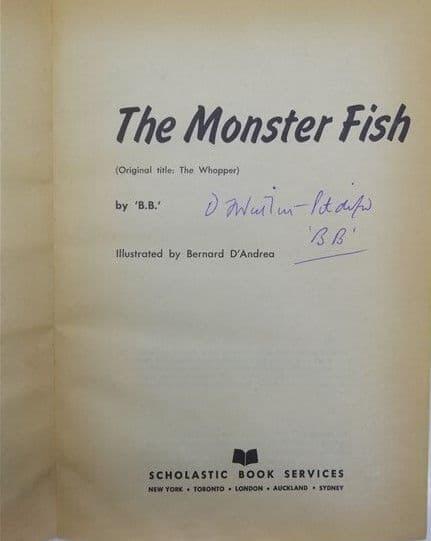 The Monster Fish
(Original title: The Whopper)
by 'B.B.'
D J Watkins-Pitchford
'BB'
Illustrated by Bernard D'Andrea
SCHOLASTIC BOOK SERVICES
NEW YORK • TORONTO • LONDON • AUCKLAND • SYDNEY